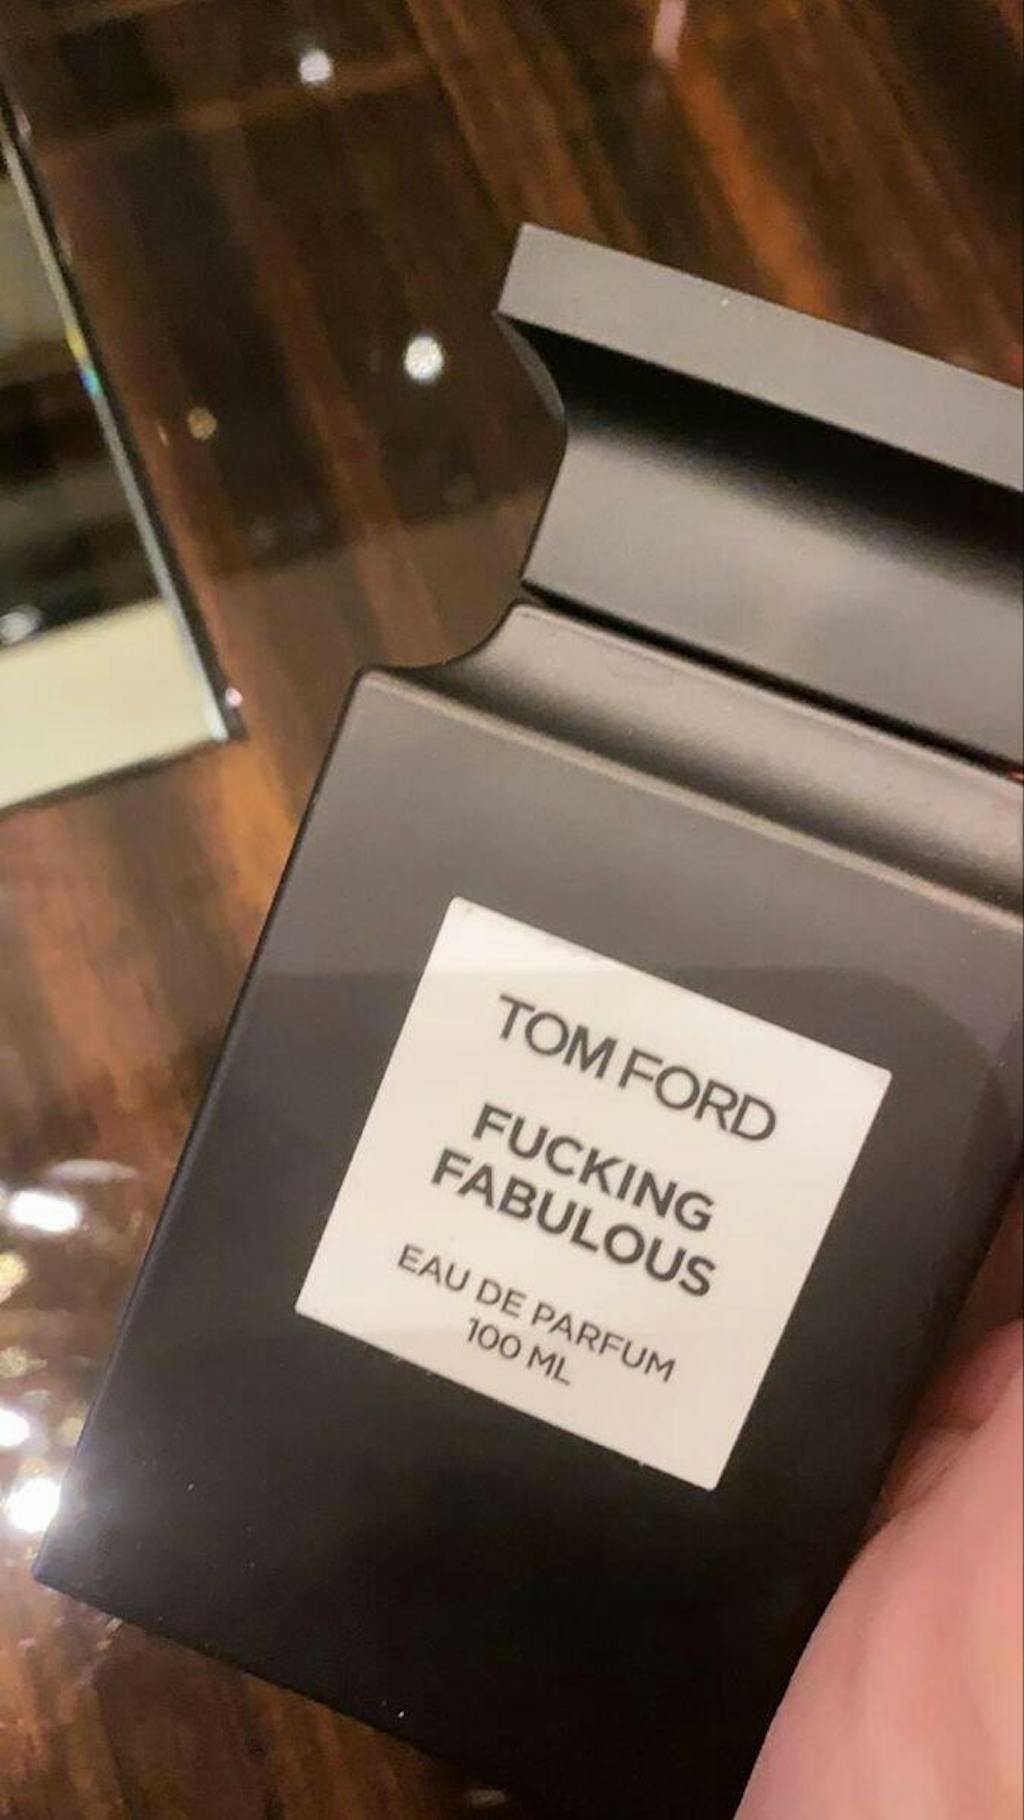 TOM FORD
FUCKING
FABULOUS
EAU DE PARFUM
100 ML